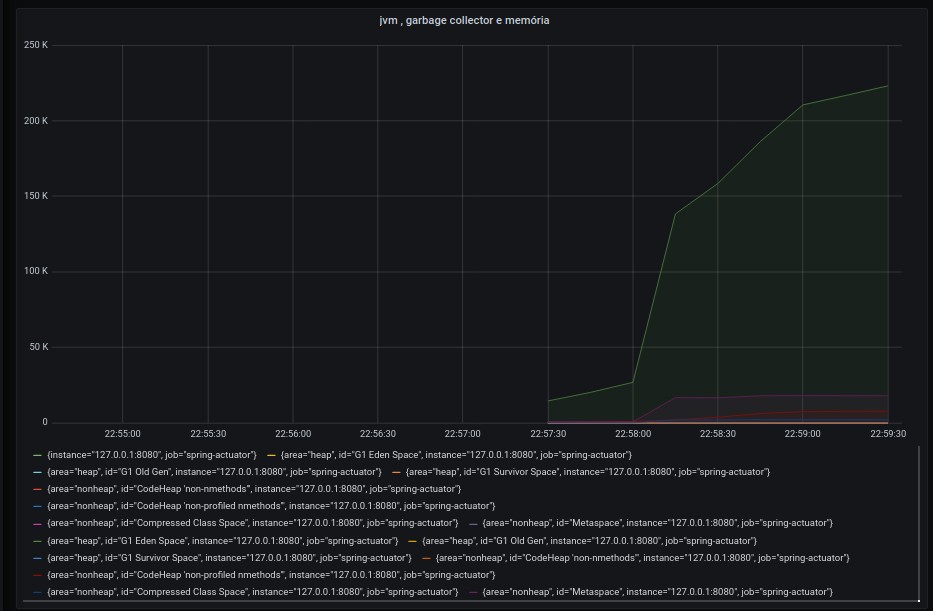 jvm , garbage collector e memória
250 K
200 K
150 K
100 K
50 K
0
22:55:00 22:55:30 22:56:00 22:56:30 22:57:00 22:57:30 22:58:00 22:58:30 22:59:00 22:59:30
{instance="127.0.0.1:8080", job="spring-actuator"} {area="heap", id="G1 Eden Space", instance="127.0.0.1:8080", job="spring-actuator"}
{area="heap", id="G1 Old Gen", instance="127.0.0.1:8080", job="spring-actuator"} {area="heap", id="G1 Survivor Space", instance="127.0.0.1:8080", job="spring-actuator"}
{area="nonheap", id="CodeHeap 'non-nmethods'", instance="127.0.0.1:8080", job="spring-actuator"}
{area="nonheap", id="CodeHeap 'non-profiled nmethods'", instance="127.0.0.1:8080", job="spring-actuator"}
{area="nonheap", id="Compressed Class Space", instance="127.0.0.1:8080", job="spring-actuator"} {area="nonheap", id="Metaspace", instance="127.0.0.1:8080", job="spring-actuator"}
{area="heap", id="G1 Eden Space", instance="127.0.0.1:8080", job="spring-actuator"} {area="heap", id="G1 Old Gen", instance="127.0.0.1:8080", job="spring-actuator"}
{area="heap", id="G1 Survivor Space", instance="127.0.0.1:8080", job="spring-actuator"} {area="nonheap", id="CodeHeap 'non-nmethods'", instance="127.0.0.1:8080", job="spring-actuator"}
{area="nonheap", id="CodeHeap 'non-profiled nmethods'", instance="127.0.0.1:8080", job="spring-actuator"}
{area="nonheap", id="Compressed Class Space", instance="127.0.0.1:8080", job="spring-actuator"} {area="nonheap", id="Metaspace", instance="127.0.0.1:8080", job="spring-actuator"}